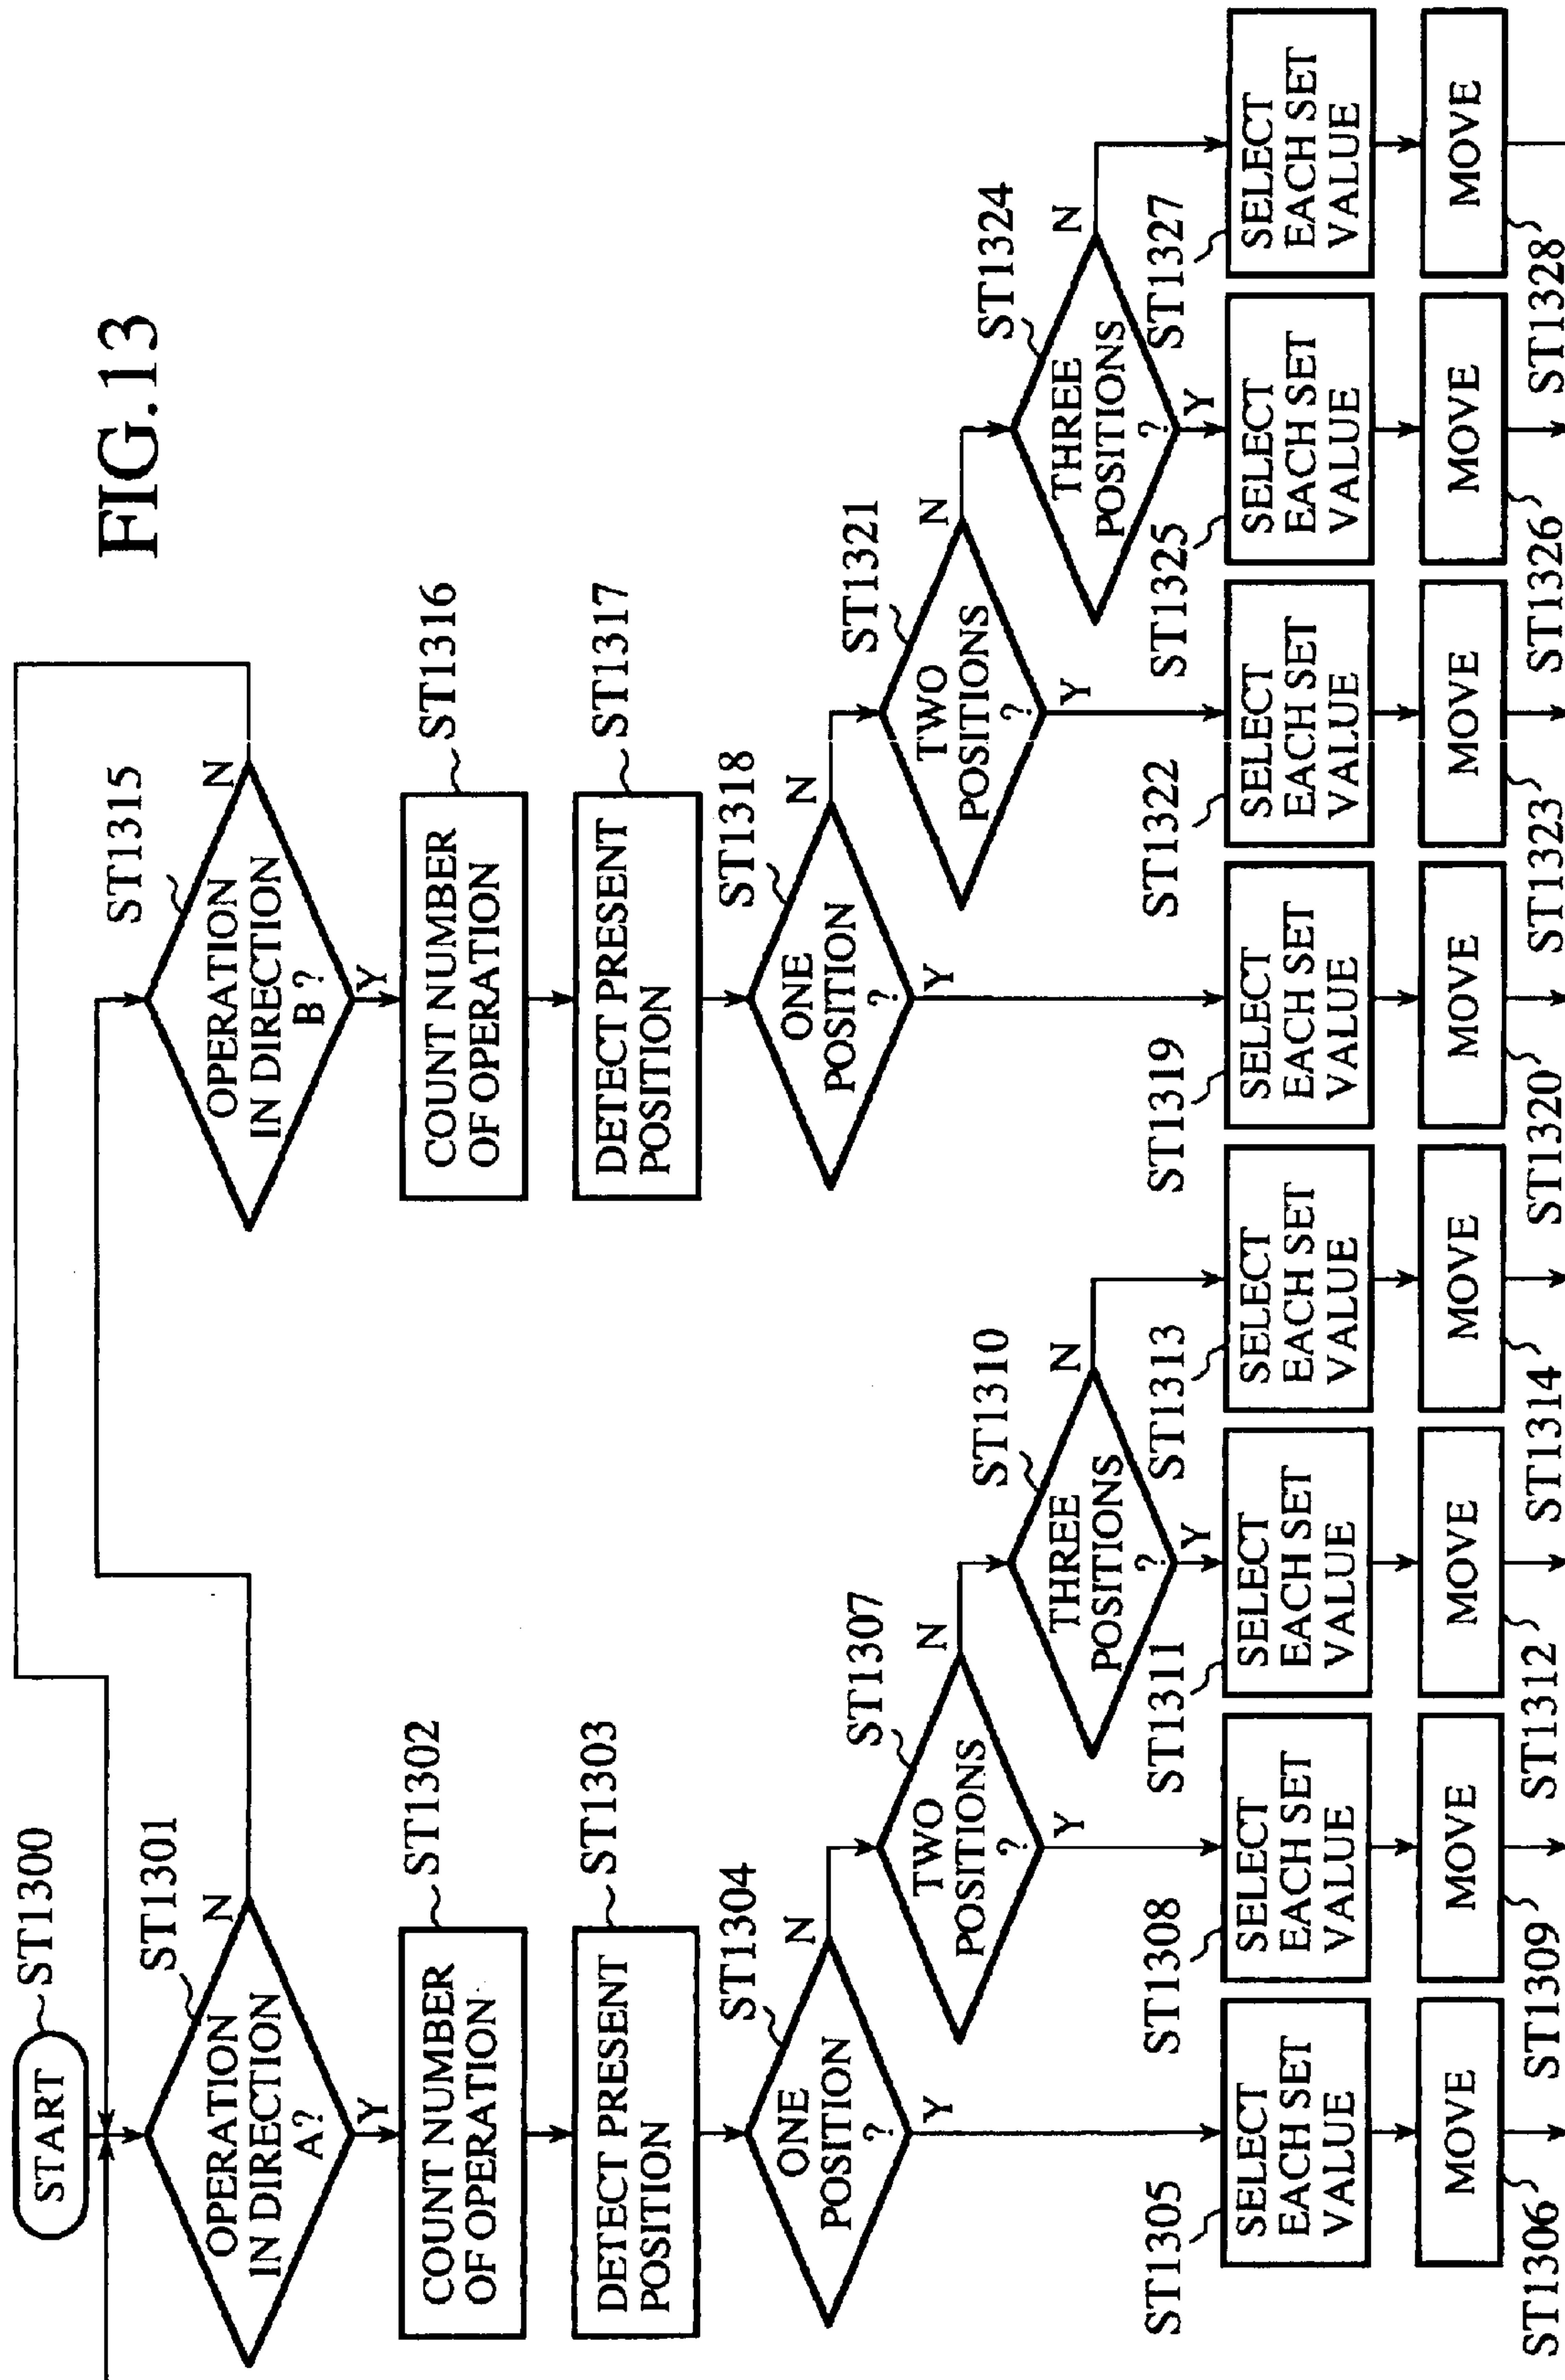 FIG.13
START
ST1300
OPERATION
IN DIRECTION
A?
ST1301
N
Y
COUNT NUMBER
OF OPERATION
ST1302
DETECT PRESENT
POSITION
ST1303
ONE
POSITION
?
ST1304
N
Y
TWO
POSITIONS
?
ST1307
N
Y
THREE
POSITIONS
?
ST1310
N
Y
ST1305
SELECT
EACH SET
VALUE
MOVE
ST1306
ST1308
SELECT
EACH SET
VALUE
MOVE
ST1309
ST1311
SELECT
EACH SET
VALUE
MOVE
ST1312
ST1313
SELECT
EACH SET
VALUE
MOVE
ST1314
OPERATION
IN DIRECTION
B ?
ST1315
N
Y
COUNT NUMBER
OF OPERATION
ST1316
DETECT PRESENT
POSITION
ST1317
ONE
POSITION
?
ST1318
N
Y
TWO
POSITIONS
?
ST1321
N
Y
THREE
POSITIONS
?
ST1324
N
Y
ST1319
SELECT
EACH SET
VALUE
MOVE
ST1320
ST1322
SELECT
EACH SET
VALUE
MOVE
ST1323
ST1325
SELECT
EACH SET
VALUE
MOVE
ST1326
ST1327
SELECT
EACH SET
VALUE
MOVE
ST1328